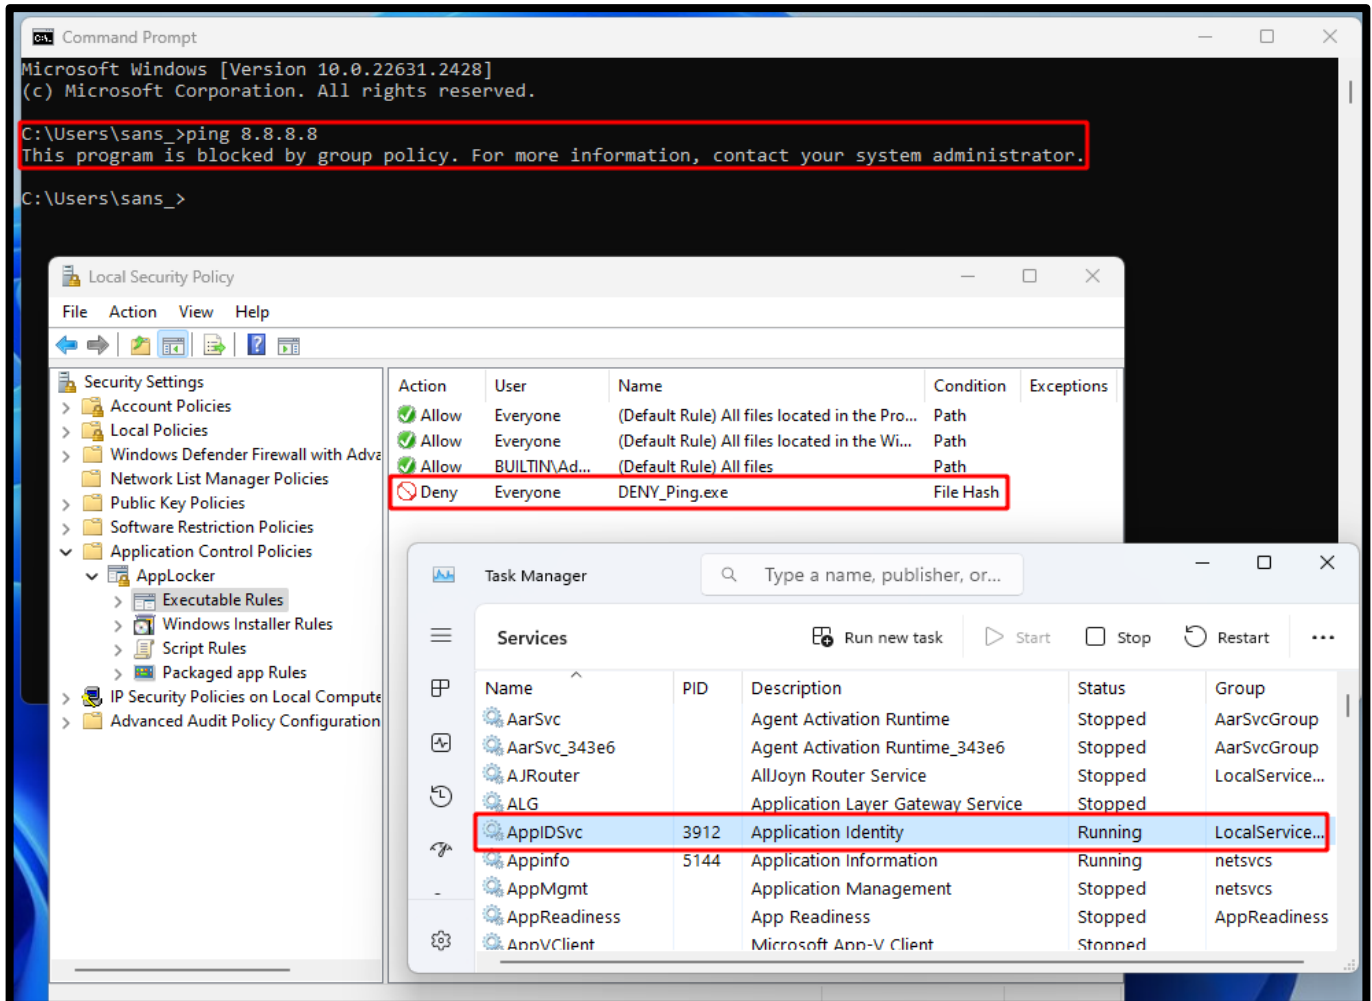 Command Prompt
Microsoft Windows [Version 10.0.22631.2428]
(c) Microsoft Corporation. All rights reserved.
C:\Users\sans_>ping 8.8.8.8
This program is blocked by group policy. For more information, contact your system administrator.
C:\Users\sans_>
Local Security Policy
File Action View Help
Security Settings
Account Policies
Local Policies
Windows Defender Firewall with Adva
Network List Manager Policies
Public Key Policies
Software Restriction Policies
Application Control Policies
AppLocker
Executable Rules
Windows Installer Rules
Script Rules
Packaged app Rules
IP Security Policies on Local Compute
Advanced Audit Policy Configuration
Action User Name Condition Exceptions
Allow Everyone (Default Rule) All files located in the Pro... Path
Allow Everyone (Default Rule) All files located in the Wi... Path
Allow BUILTIN\Ad... (Default Rule) All files Path
Deny Everyone DENY_Ping.exe File Hash
Task Manager
Type a name, publisher, or...
Services Run new task Start Stop Restart ...
Name PID Description Status Group
AarSvc Agent Activation Runtime Stopped AarSvcGroup
AarSvc_343e6 Agent Activation Runtime_343e6 Stopped AarSvcGroup
AJRouter AllJoyn Router Service Stopped LocalService...
ALG Application Layer Gateway Service Stopped
AppIDSvc 3912 Application Identity Running LocalService...
Appinfo 5144 Application Information Running netsvcs
AppMgmt Application Management Stopped netsvcs
AppReadiness App Readiness Stopped AppReadiness
AppVClient Microsoft App-V Client Stopped